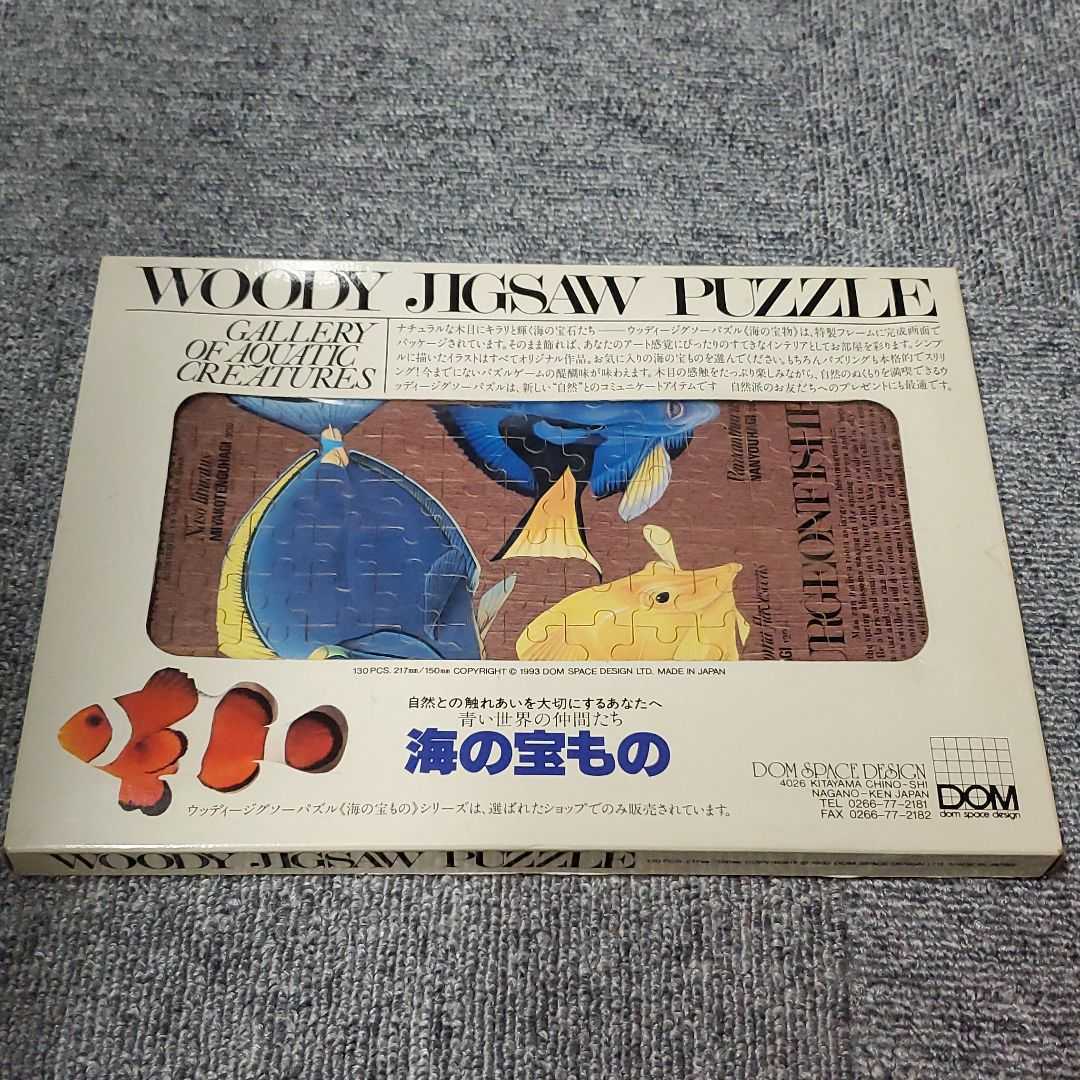 WOODY JIGSAW PUZZLE
GALLERY
OF AQUATIC
CREATURES
ナチュラルな木目にキラリと輝く海の宝石たち――ウッディージグソーパズル《海の宝物》は、特製フレームに完成画面で
パッケージされています。そのまま飾れば、あなたのアート感覚にぴったりのすてきなインテリアとしてお部屋を彩ります。シンプ
ルに描いたイラストはすべてオリジナル作品。お気に入りの海の宝ものを選んでください。もちろんパズリングも本格的でスリリ
ング!今までにないパズルゲームの醍醐味が味わえます。木目の感触をたっぷり楽しみながら、自然のぬくもりを満喫できるウ
ッディージグソーパズルは、新しい“自然”とのコミュニケートアイテムです 自然派のお友だちへのプレゼントにも最適です。
Naso lituratus
MIYAKOTENGUHAGI
NANYOUHAGI
RGEONFISHE
flavescens
130PCS. 217mm/150mm COPYRIGHT © 1993 DOM SPACE DESIGN LTD. MADE IN JAPAN
自然との触れあいを大切にするあなたへ
青い世界の仲間たち
海の宝もの
ウッディージグソーパズル《海の宝もの》シリーズは、選ばれたショップでのみ販売されています。
DOM SPACE DESIGN
4026 KITAYAMA CHINO-SHI
NAGANO-KEN JAPAN
TEL 0266-77-2181
FAX 0266-77-2182
DOM
dom space design
WOODY JIGSAW PUZZLE